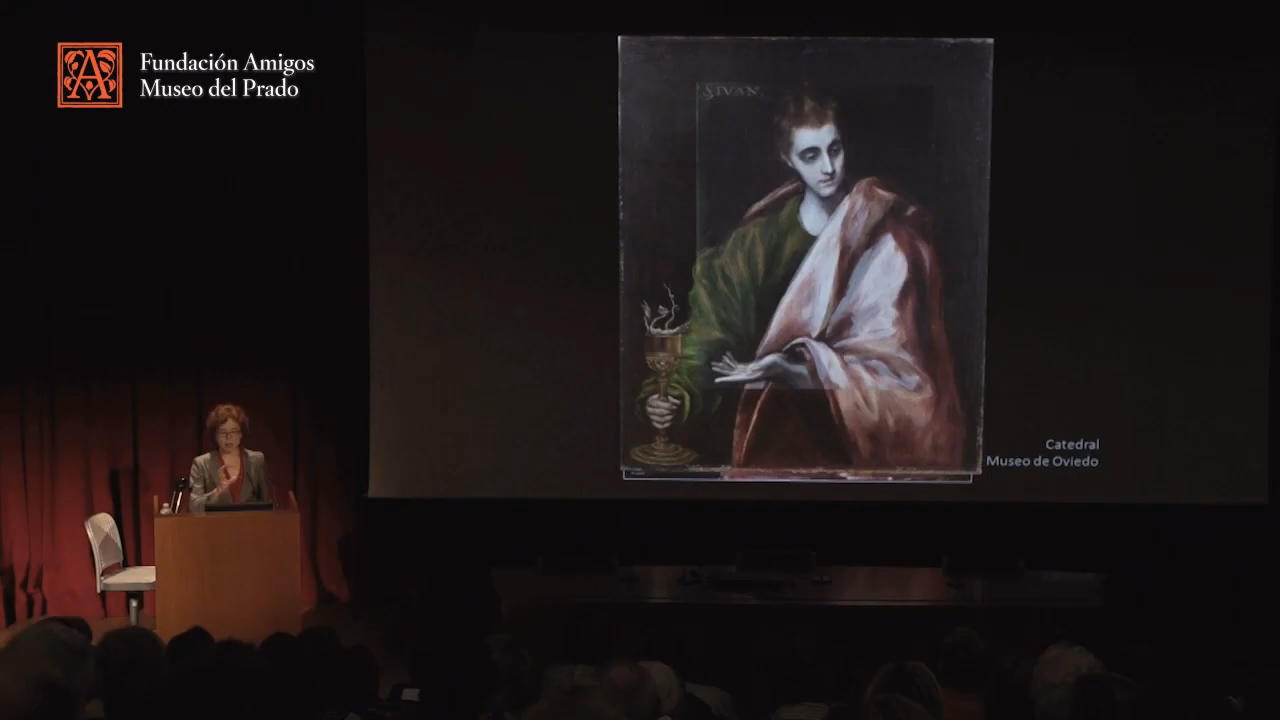 Fundación Amigos
Museo del Prado
S IVAN
Catedral
Museo de Oviedo